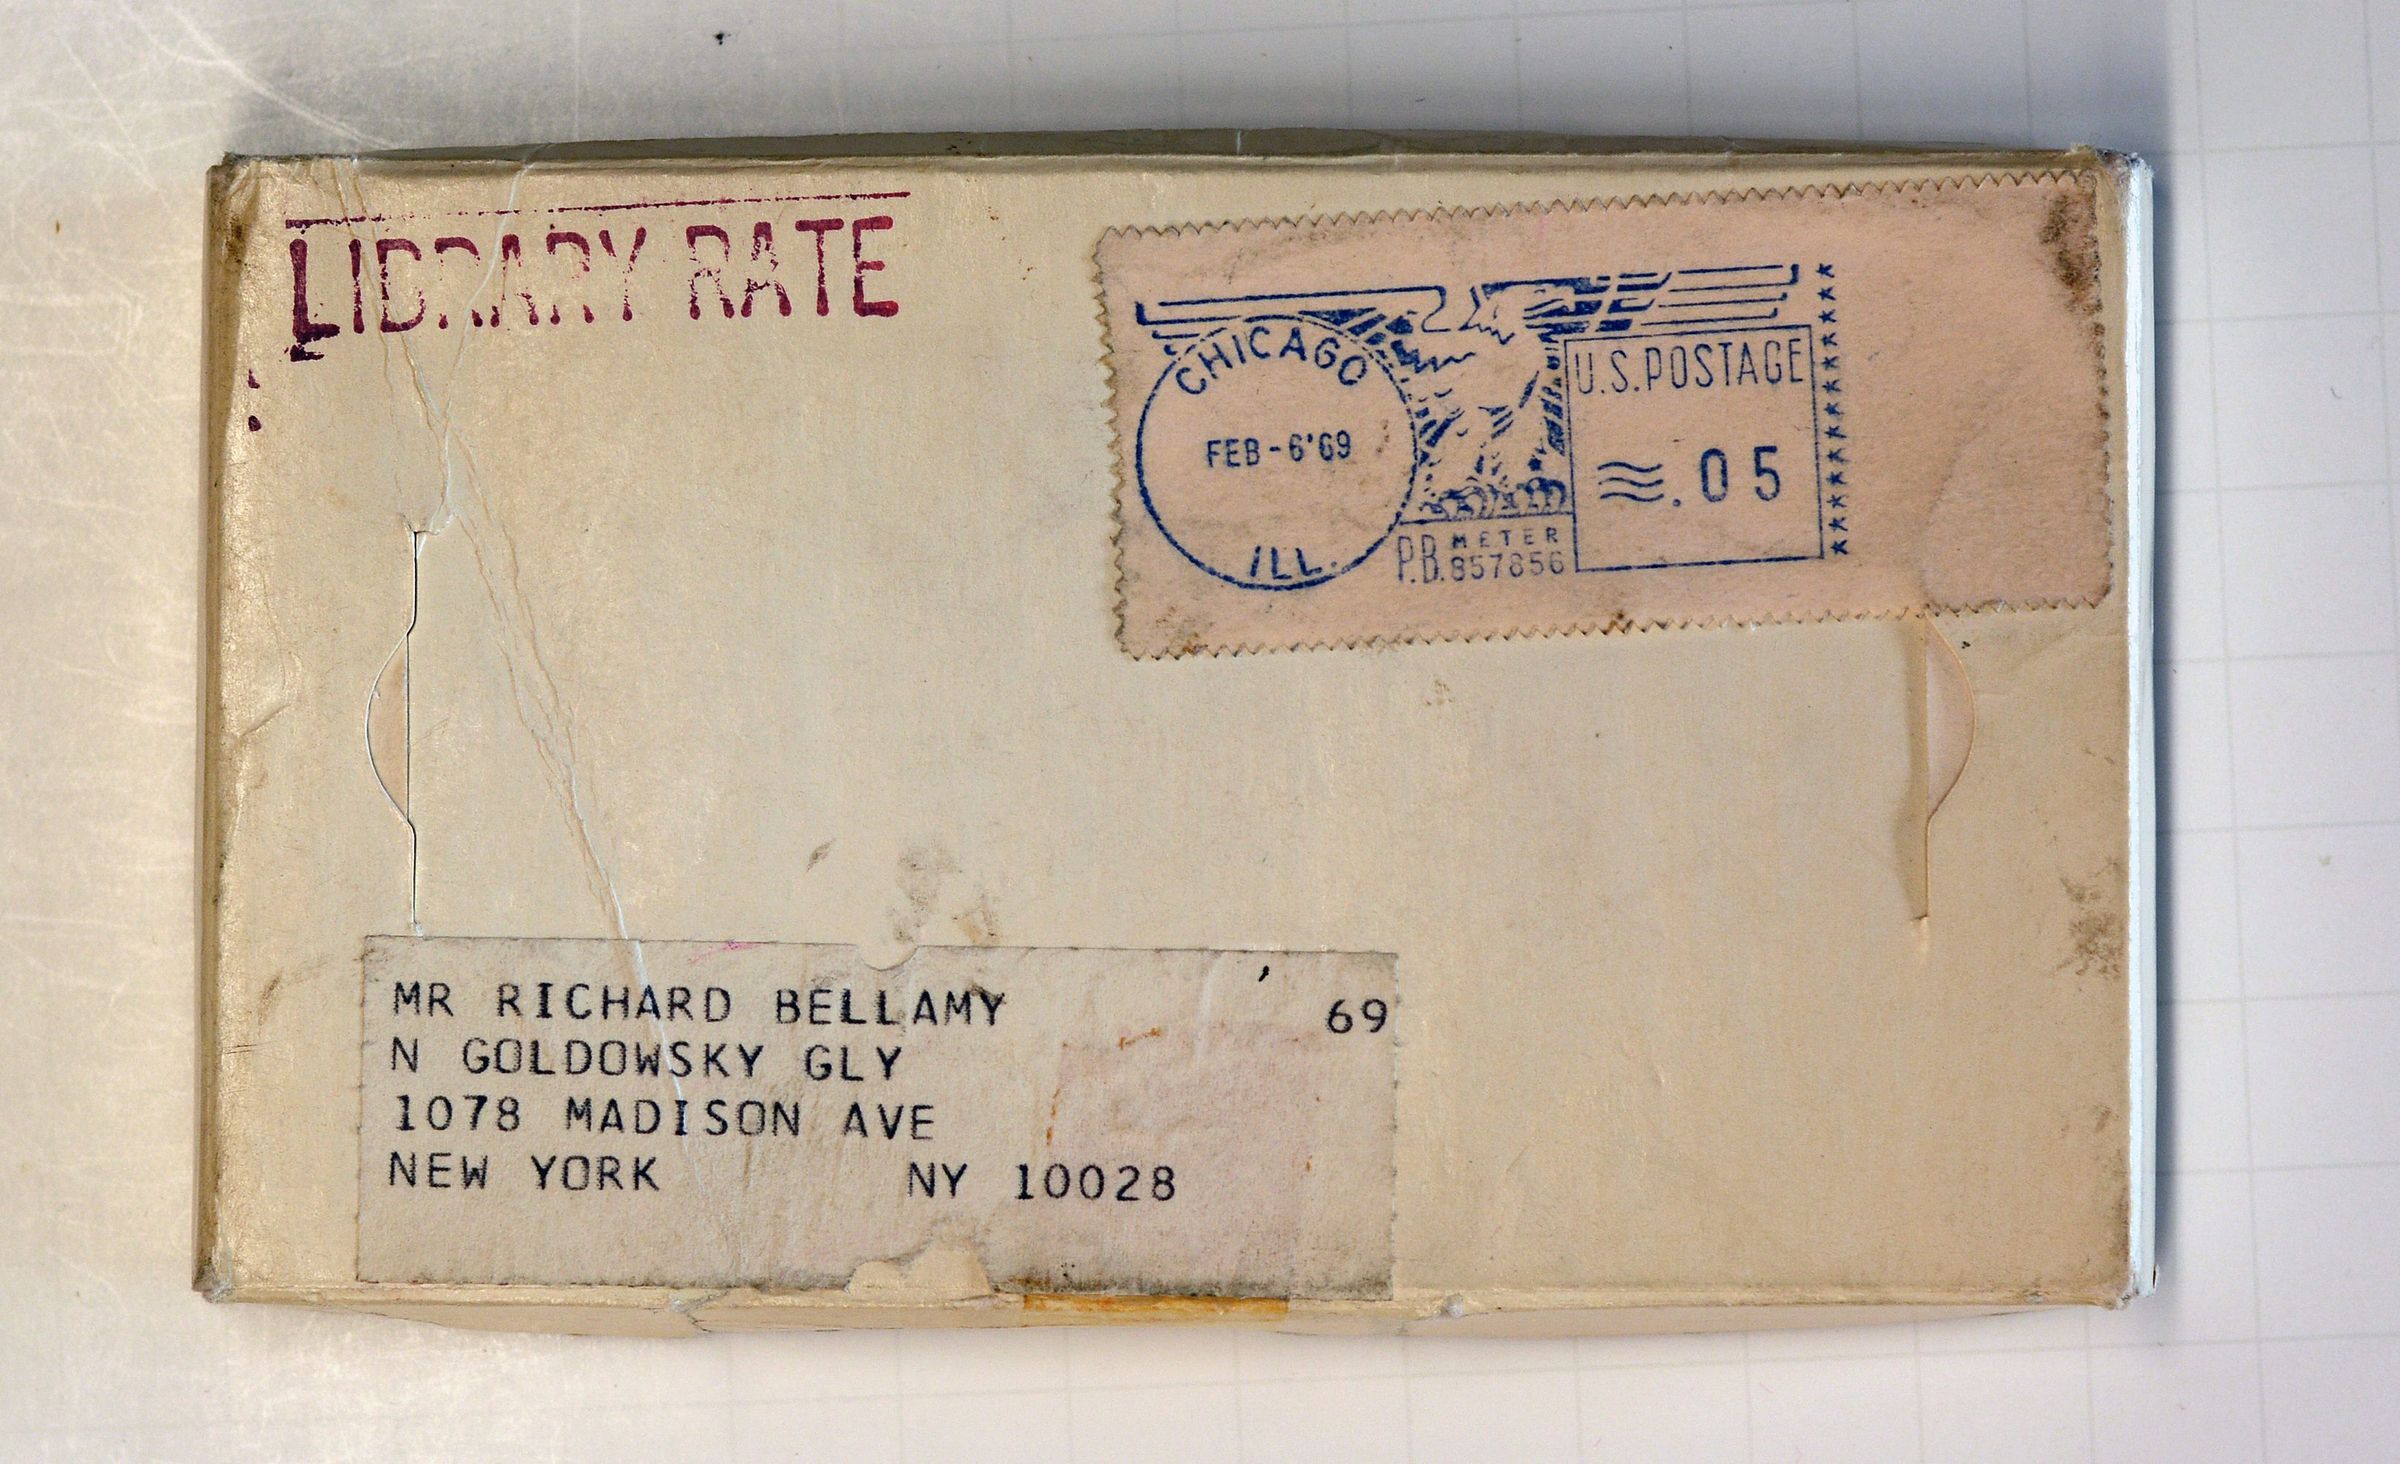 LIBRARY RATE
CHICAGO
FEB-6'69
ILL.
U.S. POSTAGE
.05
P.B. METER
857856
MR RICHARD BELLAMY 69
N GOLDOWSKY GLY
1078 MADISON AVE
NEW YORK NY 10028